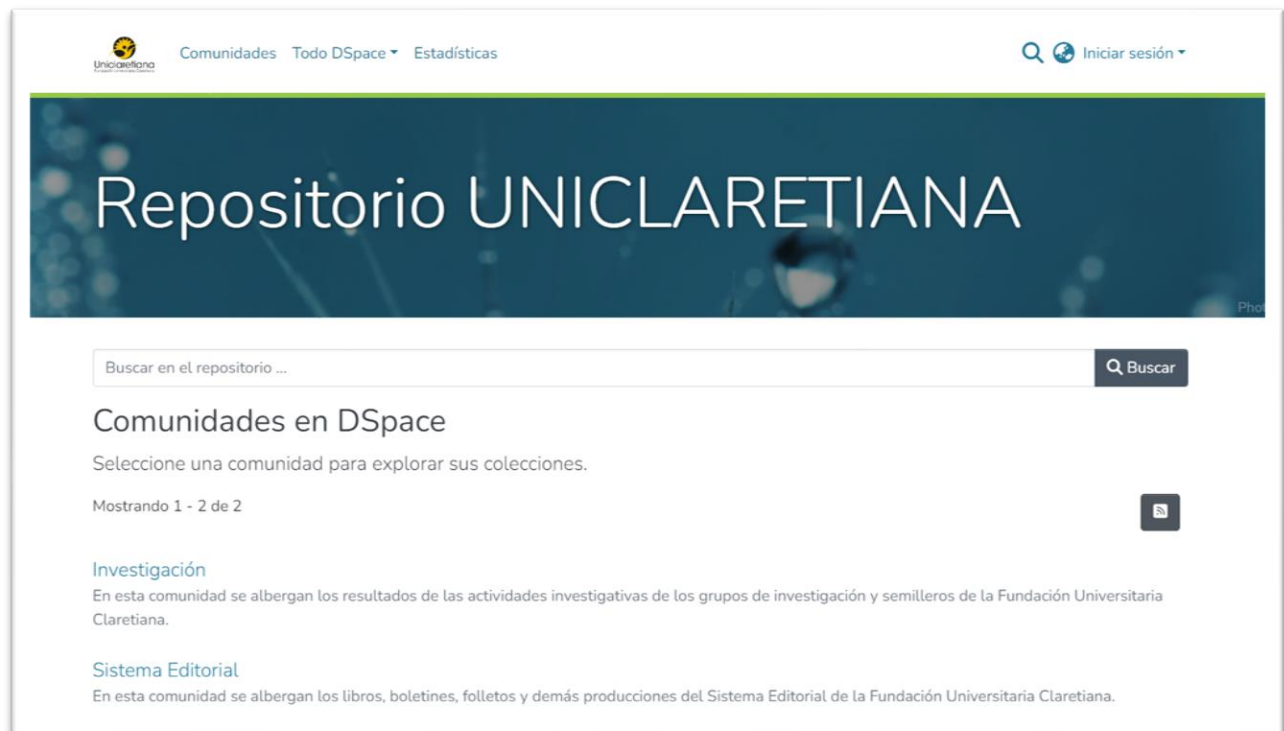 Uniclaretiana
Comunidades Todo DSpace Estadísticas
Iniciar sesión
Repositorio UNICLARETIANA
Phot
Buscar en el repositorio ...
Buscar
Comunidades en DSpace
Seleccione una comunidad para explorar sus colecciones.
Mostrando 1 - 2 de 2
Investigación
En esta comunidad se albergan los resultados de las actividades investigativas de los grupos de investigación y semilleros de la Fundación Universitaria
Claretiana.
Sistema Editorial
En esta comunidad se albergan los libros, boletines, folletos y demás producciones del Sistema Editorial de la Fundación Universitaria Claretiana.